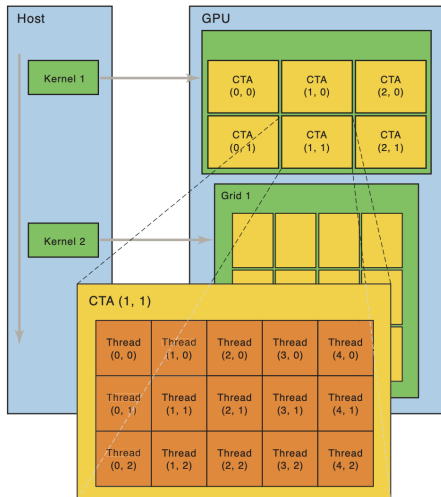 Host
GPU
Kernel 1
CTA
(0, 0)
CTA
(1, 0)
CTA
(2, 0)
CTA
(0, 1)
CTA
(1, 1)
CTA
(2, 1)
Grid 1
Kernel 2
CTA (1, 1)
Thread
(0, 0)
Thread
(1, 0)
Thread
(2, 0)
Thread
(3, 0)
Thread
(4, 0)
Thread
(0, 1)
Thread
(1, 1)
Thread
(2, 1)
Thread
(3, 1)
Thread
(4, 1)
Thread
(0, 2)
Thread
(1, 2)
Thread
(2, 2)
Thread
(3, 2)
Thread
(4, 2)